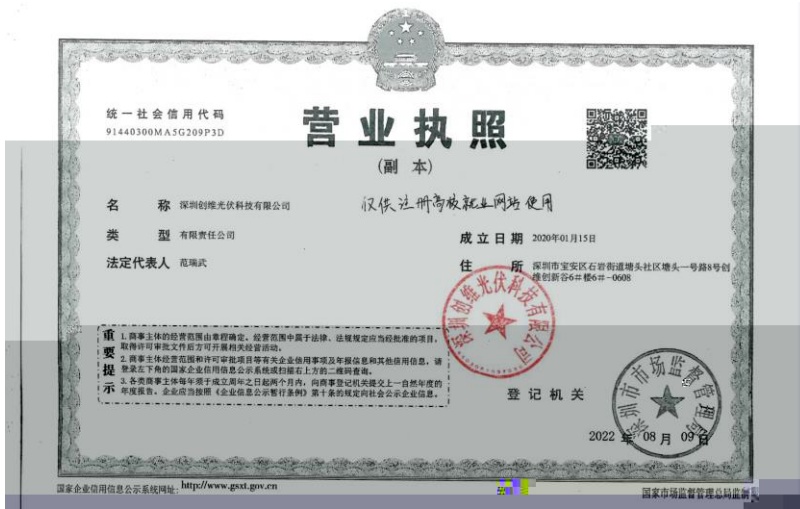 统一社会信用代码
91440300MA5G209P3D
营业执照
(副 本)
名 称 深圳创维光伏科技有限公司
仅供注册高校就业网站使用
类 型 有限责任公司
成立日期 2020年01月15日
法定代表人 范瑞武
住 所 深圳市宝安区石岩街道塘头社区塘头一号路8号创
维创新谷6#楼6#-0608
深圳创维光伏科技有限公司
重要提示
1.商事主体的经营范围由章程确定。经营范围中属于法律、法规规定应当经批准的项目,
取得许可审批文件后方可开展相关经营活动。
2.商事主体经营范围和许可审批项目等有关企业信用事项及年报信息和其他信用信息,请
登录左下角的国家企业信用信息公示系统或扫描右上方的二维码查询。
3.各类商事主体每年须于成立周年之日起两个月内,向商事登记机关提交上一自然年度的
年度报告。企业应当按照《企业信息公示暂行条例》第十条的规定向社会公示企业信息。
登记机关
深圳市市场监督管理局
2022 年 08 月 09 日
国家企业信用信息公示系统网址: http://www.gsxt.gov.cn
国家市场监督管理总局监制